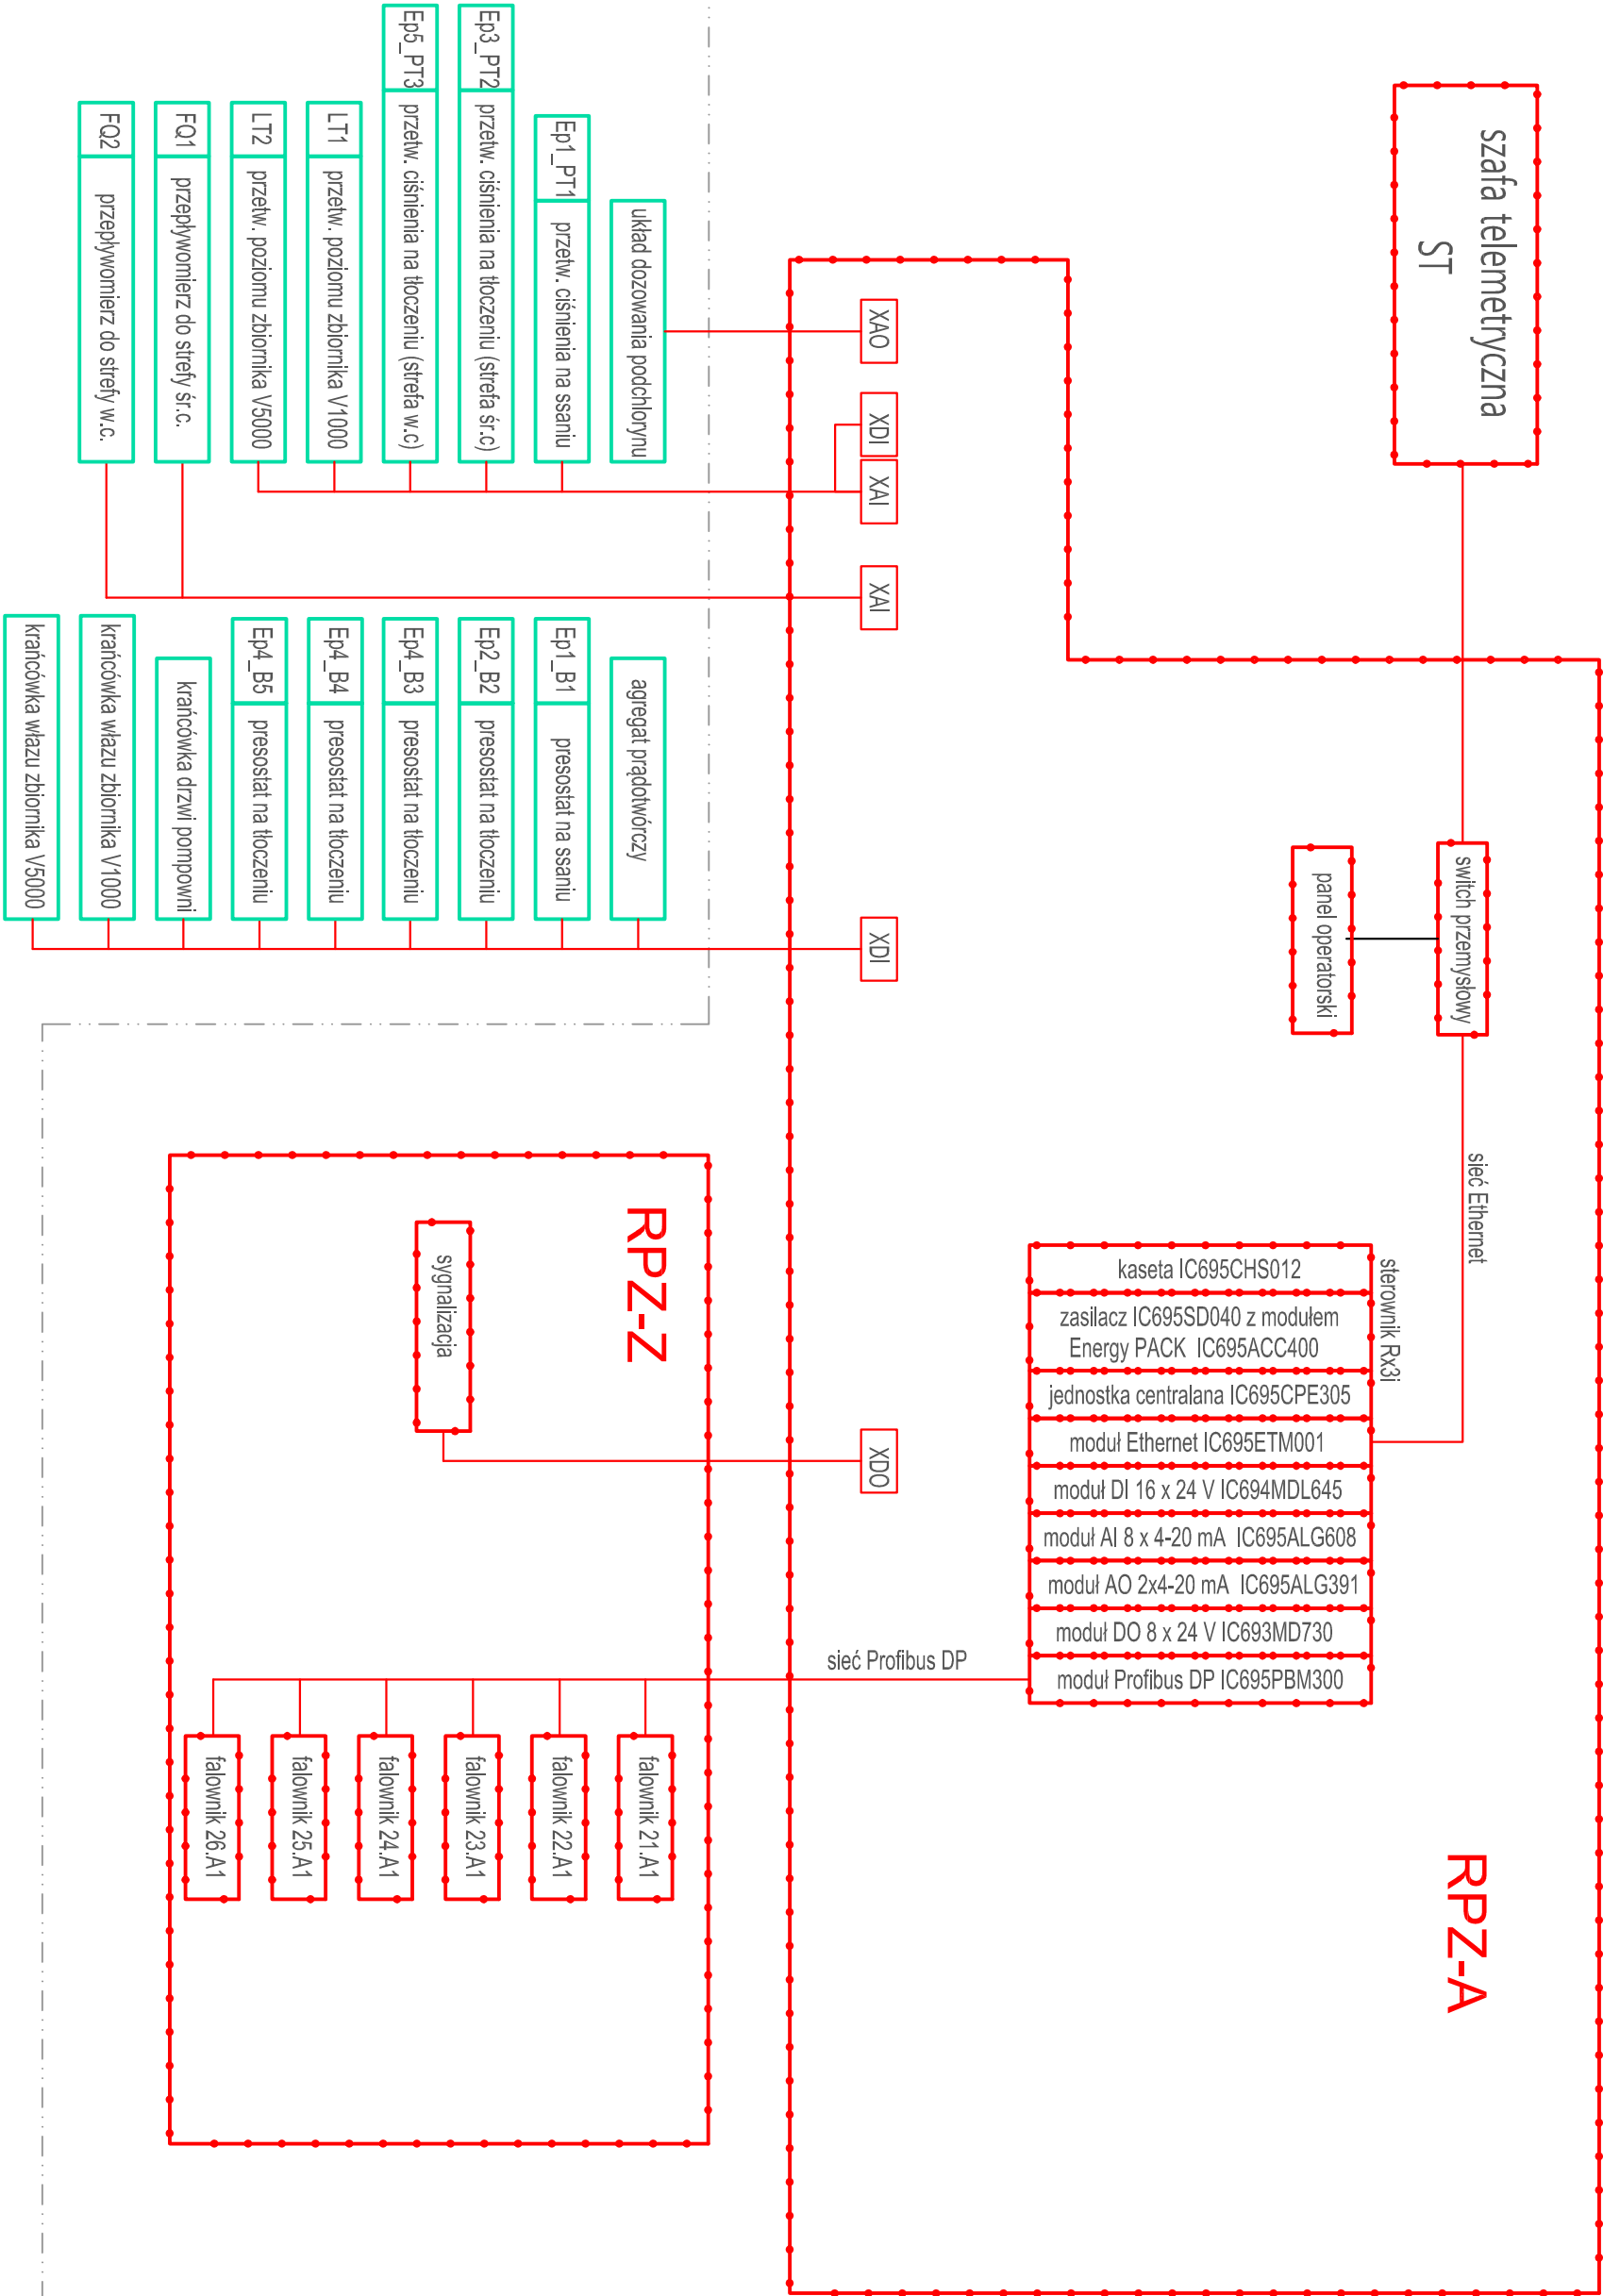 szafa telemetryczna
ST
RPZ-A
switch przemysłowy
panel operatorski
sieć Ethernet
sterownik Rx3i
kaseta IC695CHS012
zasilacz IC695SD040 z modułem
Energy PACK IC695ACC400
jednostka centralana IC695CPE305
moduł Ethernet IC695ETM001
moduł DI 16 x 24 V IC694MDL645
moduł AI 8 x 4-20 mA IC695ALG608
moduł AO 2x4-20 mA IC695ALG391
moduł DO 8 x 24 V IC693MD730
moduł Profibus DP IC695PBM300
sieć Profibus DP
XAO
XDI
XAI
XAI
XDI
XDO
układ dozowania podchlorynu
Ep1_PT1 przetw. ciśnienia na ssaniu
Ep3_PT2 przetw. ciśnienia na tłoczeniu (strefa śr.c)
Ep5_PT3 przetw. ciśnienia na tłoczeniu (strefa w.c)
LT1 przetw. poziomu zbiornika V1000
LT2 przetw. poziomu zbiornika V5000
FQ1 przepływomierz do strefy śr.c.
FQ2 przepływomierz do strefy w.c.
agregat prądotwórczy
Ep1_B1 presostat na ssaniu
Ep2_B2 presostat na tłoczeniu
Ep4_B3 presostat na tłoczeniu
Ep4_B4 presostat na tłoczeniu
Ep4_B5 presostat na tłoczeniu
krańcówka drzwi pompowni
krańcówka włazu zbiornika V1000
krańcówka włazu zbiornika V5000
RPZ-Z
sygnalizacja
falownik 21.A1
falownik 22.A1
falownik 23.A1
falownik 24.A1
falownik 25.A1
falownik 26.A1